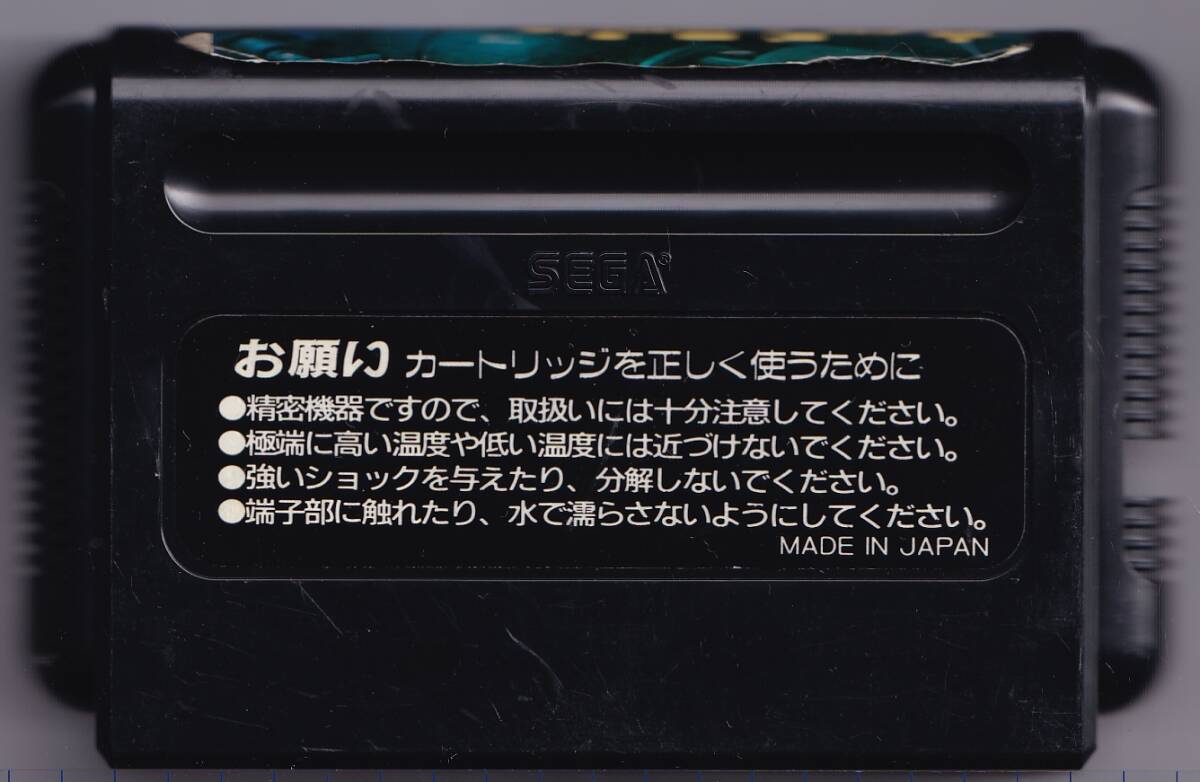 SEGA®
お願い カートリッジを正しく使うために
●精密機器ですので、取扱いには十分注意してください。
●極端に高い温度や低い温度には近づけないでください。
●強いショックを与えたり、分解しないでください。
●端子部に触れたり、水で濡らさないようにしてください。
MADE IN JAPAN